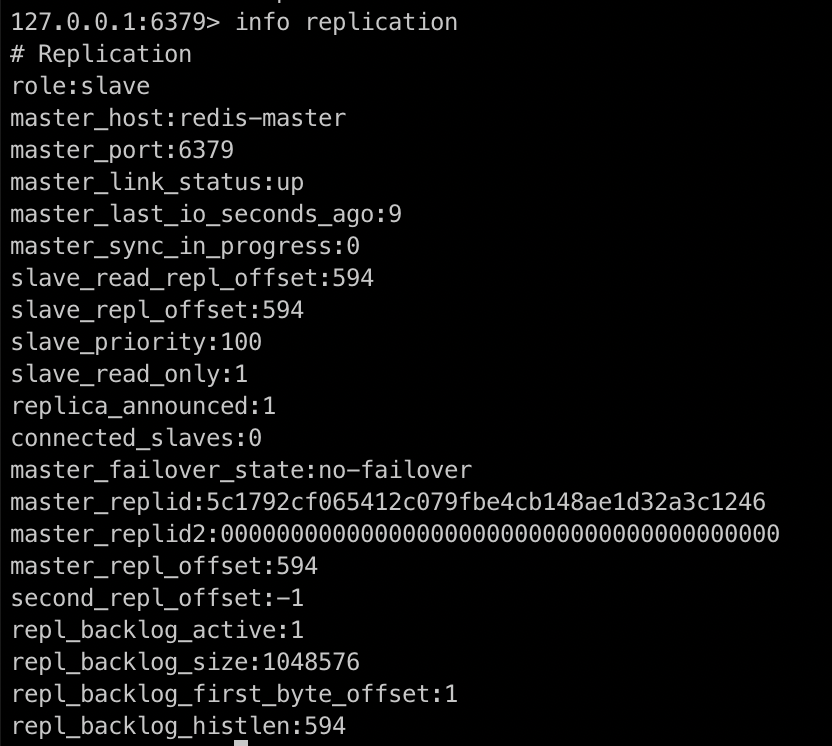 127.0.0.1:6379> info replication
# Replication
role:slave
master_host:redis-master
master_port:6379
master_link_status:up
master_last_io_seconds_ago:9
master_sync_in_progress:0
slave_read_repl_offset:594
slave_repl_offset:594
slave_priority:100
slave_read_only:1
replica_announced:1
connected_slaves:0
master_failover_state:no-failover
master_replid:5c1792cf065412c079fbe4cb148ae1d32a3c1246
master_replid2:0000000000000000000000000000000000000000
master_repl_offset:594
second_repl_offset:-1
repl_backlog_active:1
repl_backlog_size:1048576
repl_backlog_first_byte_offset:1
repl_backlog_histlen:594